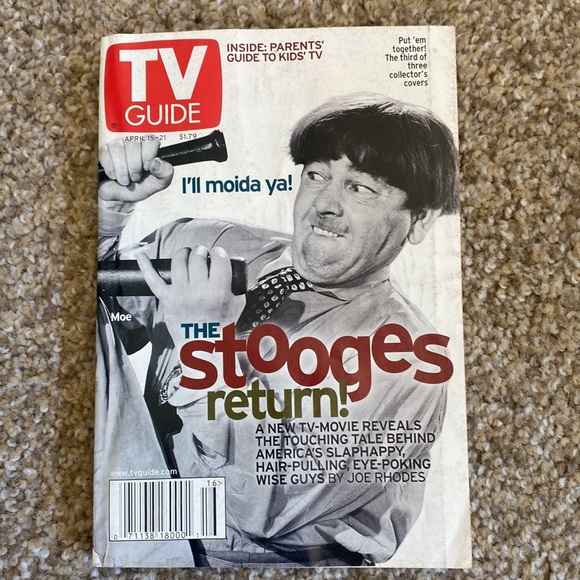 TV
GUIDE
APRIL 15-21 $1.79
INSIDE: PARENTS'
GUIDE TO KIDS' TV
Put 'em
together!
The third of
three
collector's
covers
I'll moida ya!
Moe
THE
stooges
return!
A NEW TV-MOVIE REVEALS
THE TOUCHING TALE BEHIND
AMERICA'S SLAPHAPPY,
HAIR-PULLING, EYE-POKING
WISE GUYS BY JOE RHODES
www.tvguide.com
16>
0 71138 18000 1